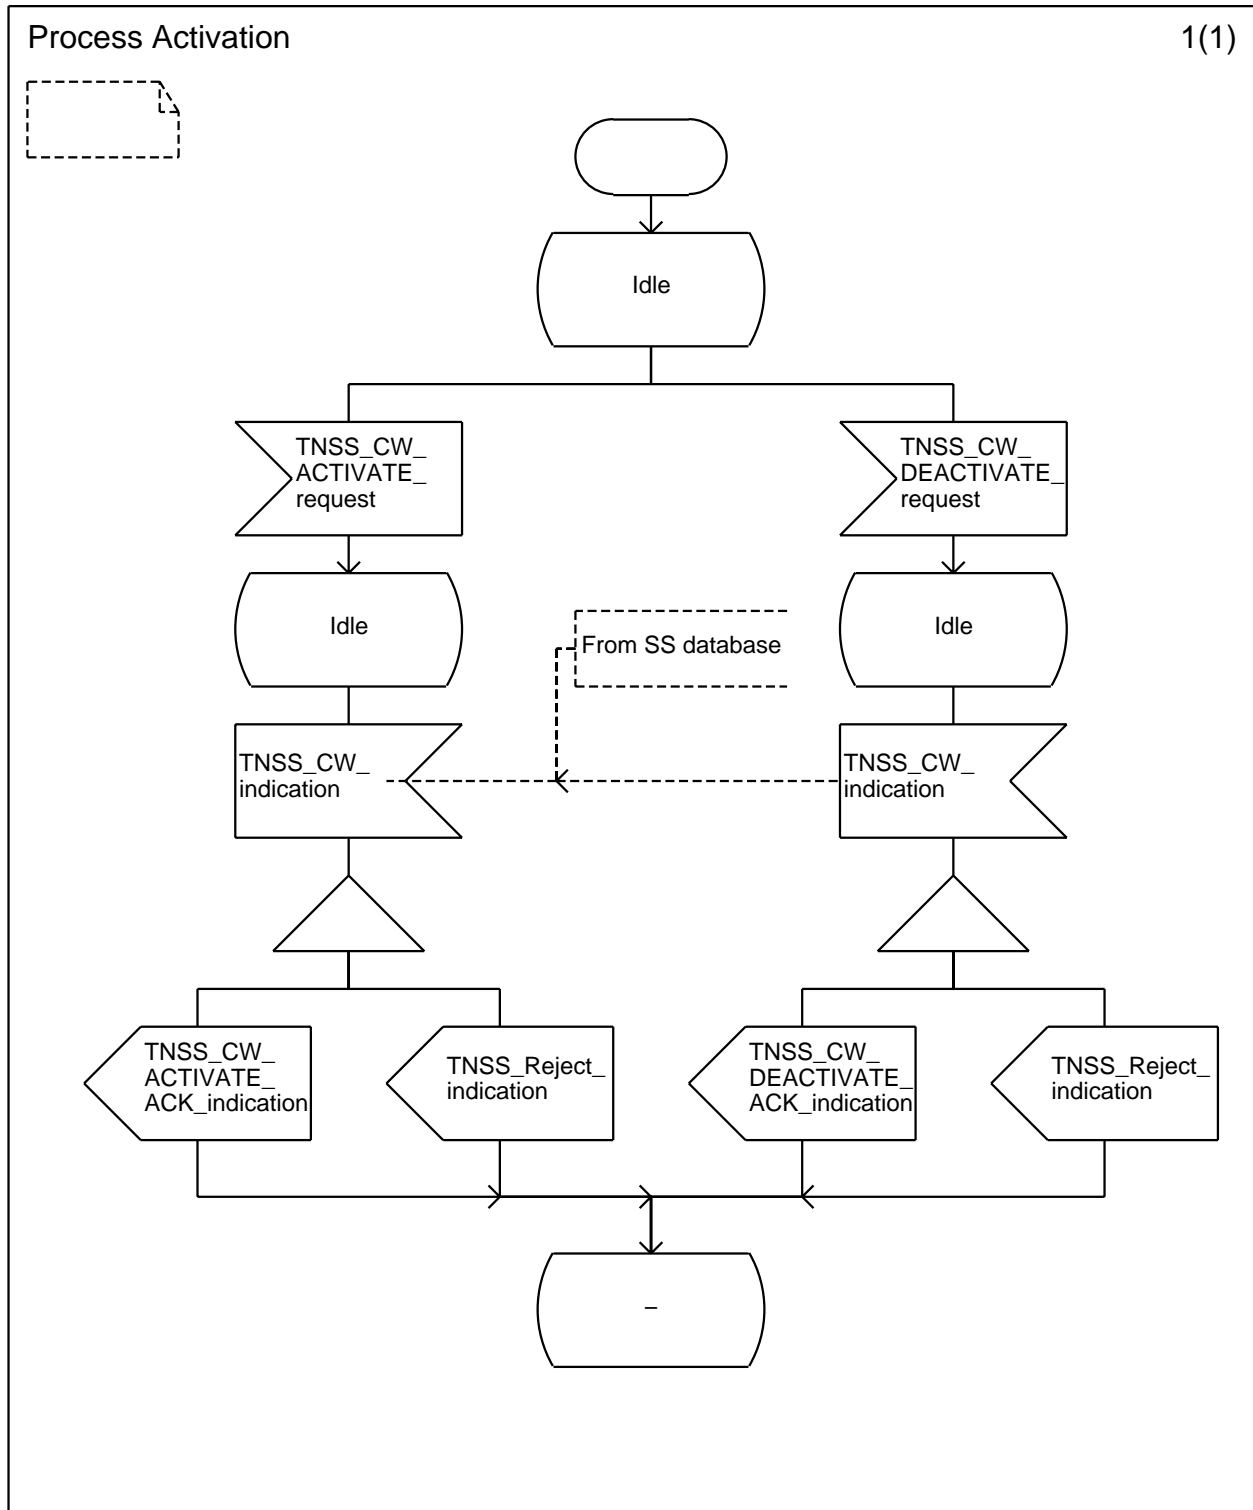 Process Activation
1(1)
Idle
TNSS_CW_
ACTIVATE_
request
TNSS_CW_
DEACTIVATE_
request
Idle
From SS database
Idle
TNSS_CW_
indication
TNSS_CW_
indication
TNSS_CW_
ACTIVATE_
ACK_indication
TNSS_Reject_
indication
TNSS_CW_
DEACTIVATE_
ACK_indication
TNSS_Reject_
indication
–